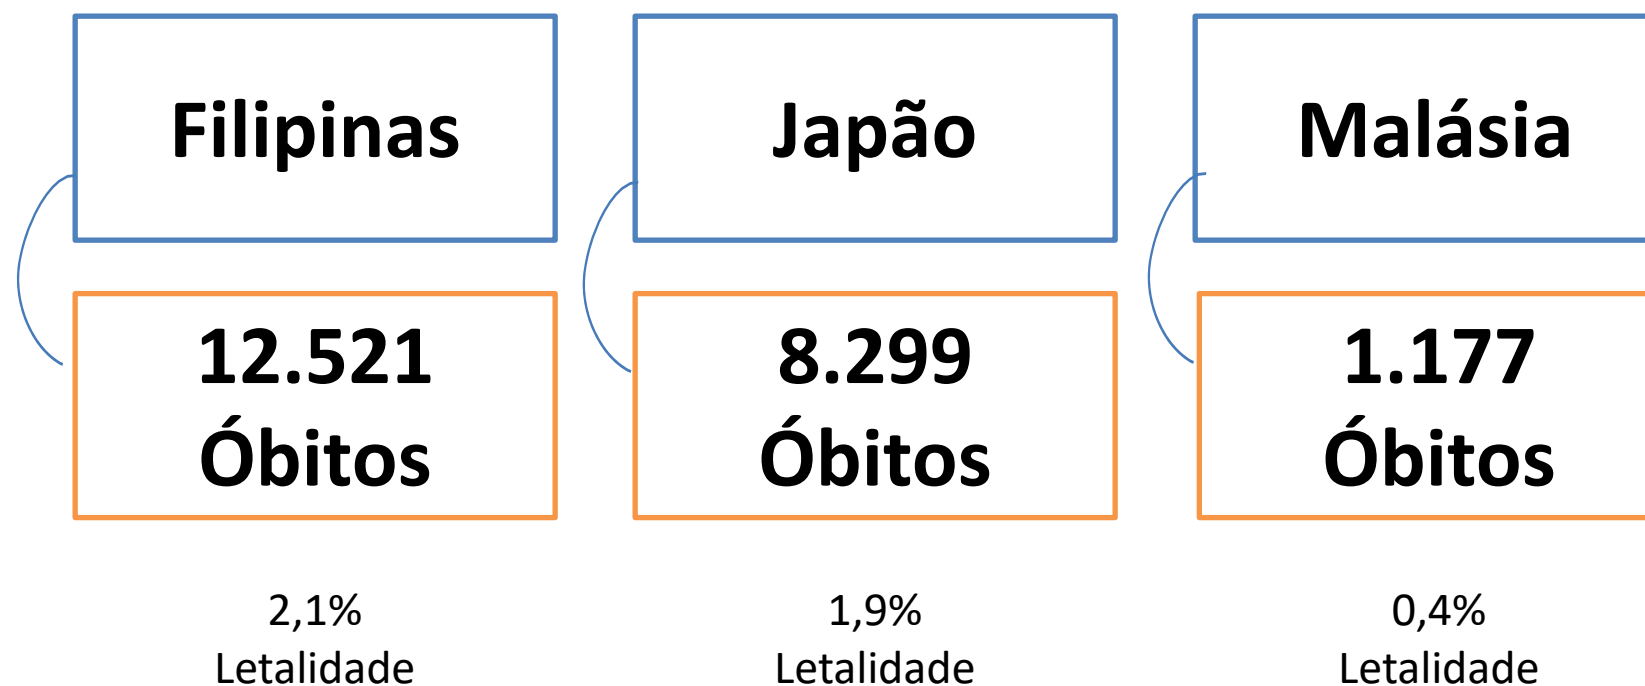 Filipinas
12.521
Óbitos
2,1%
Letalidade
Japão
8.299
Óbitos
1,9%
Letalidade
Malásia
1.177
Óbitos
0,4%
Letalidade